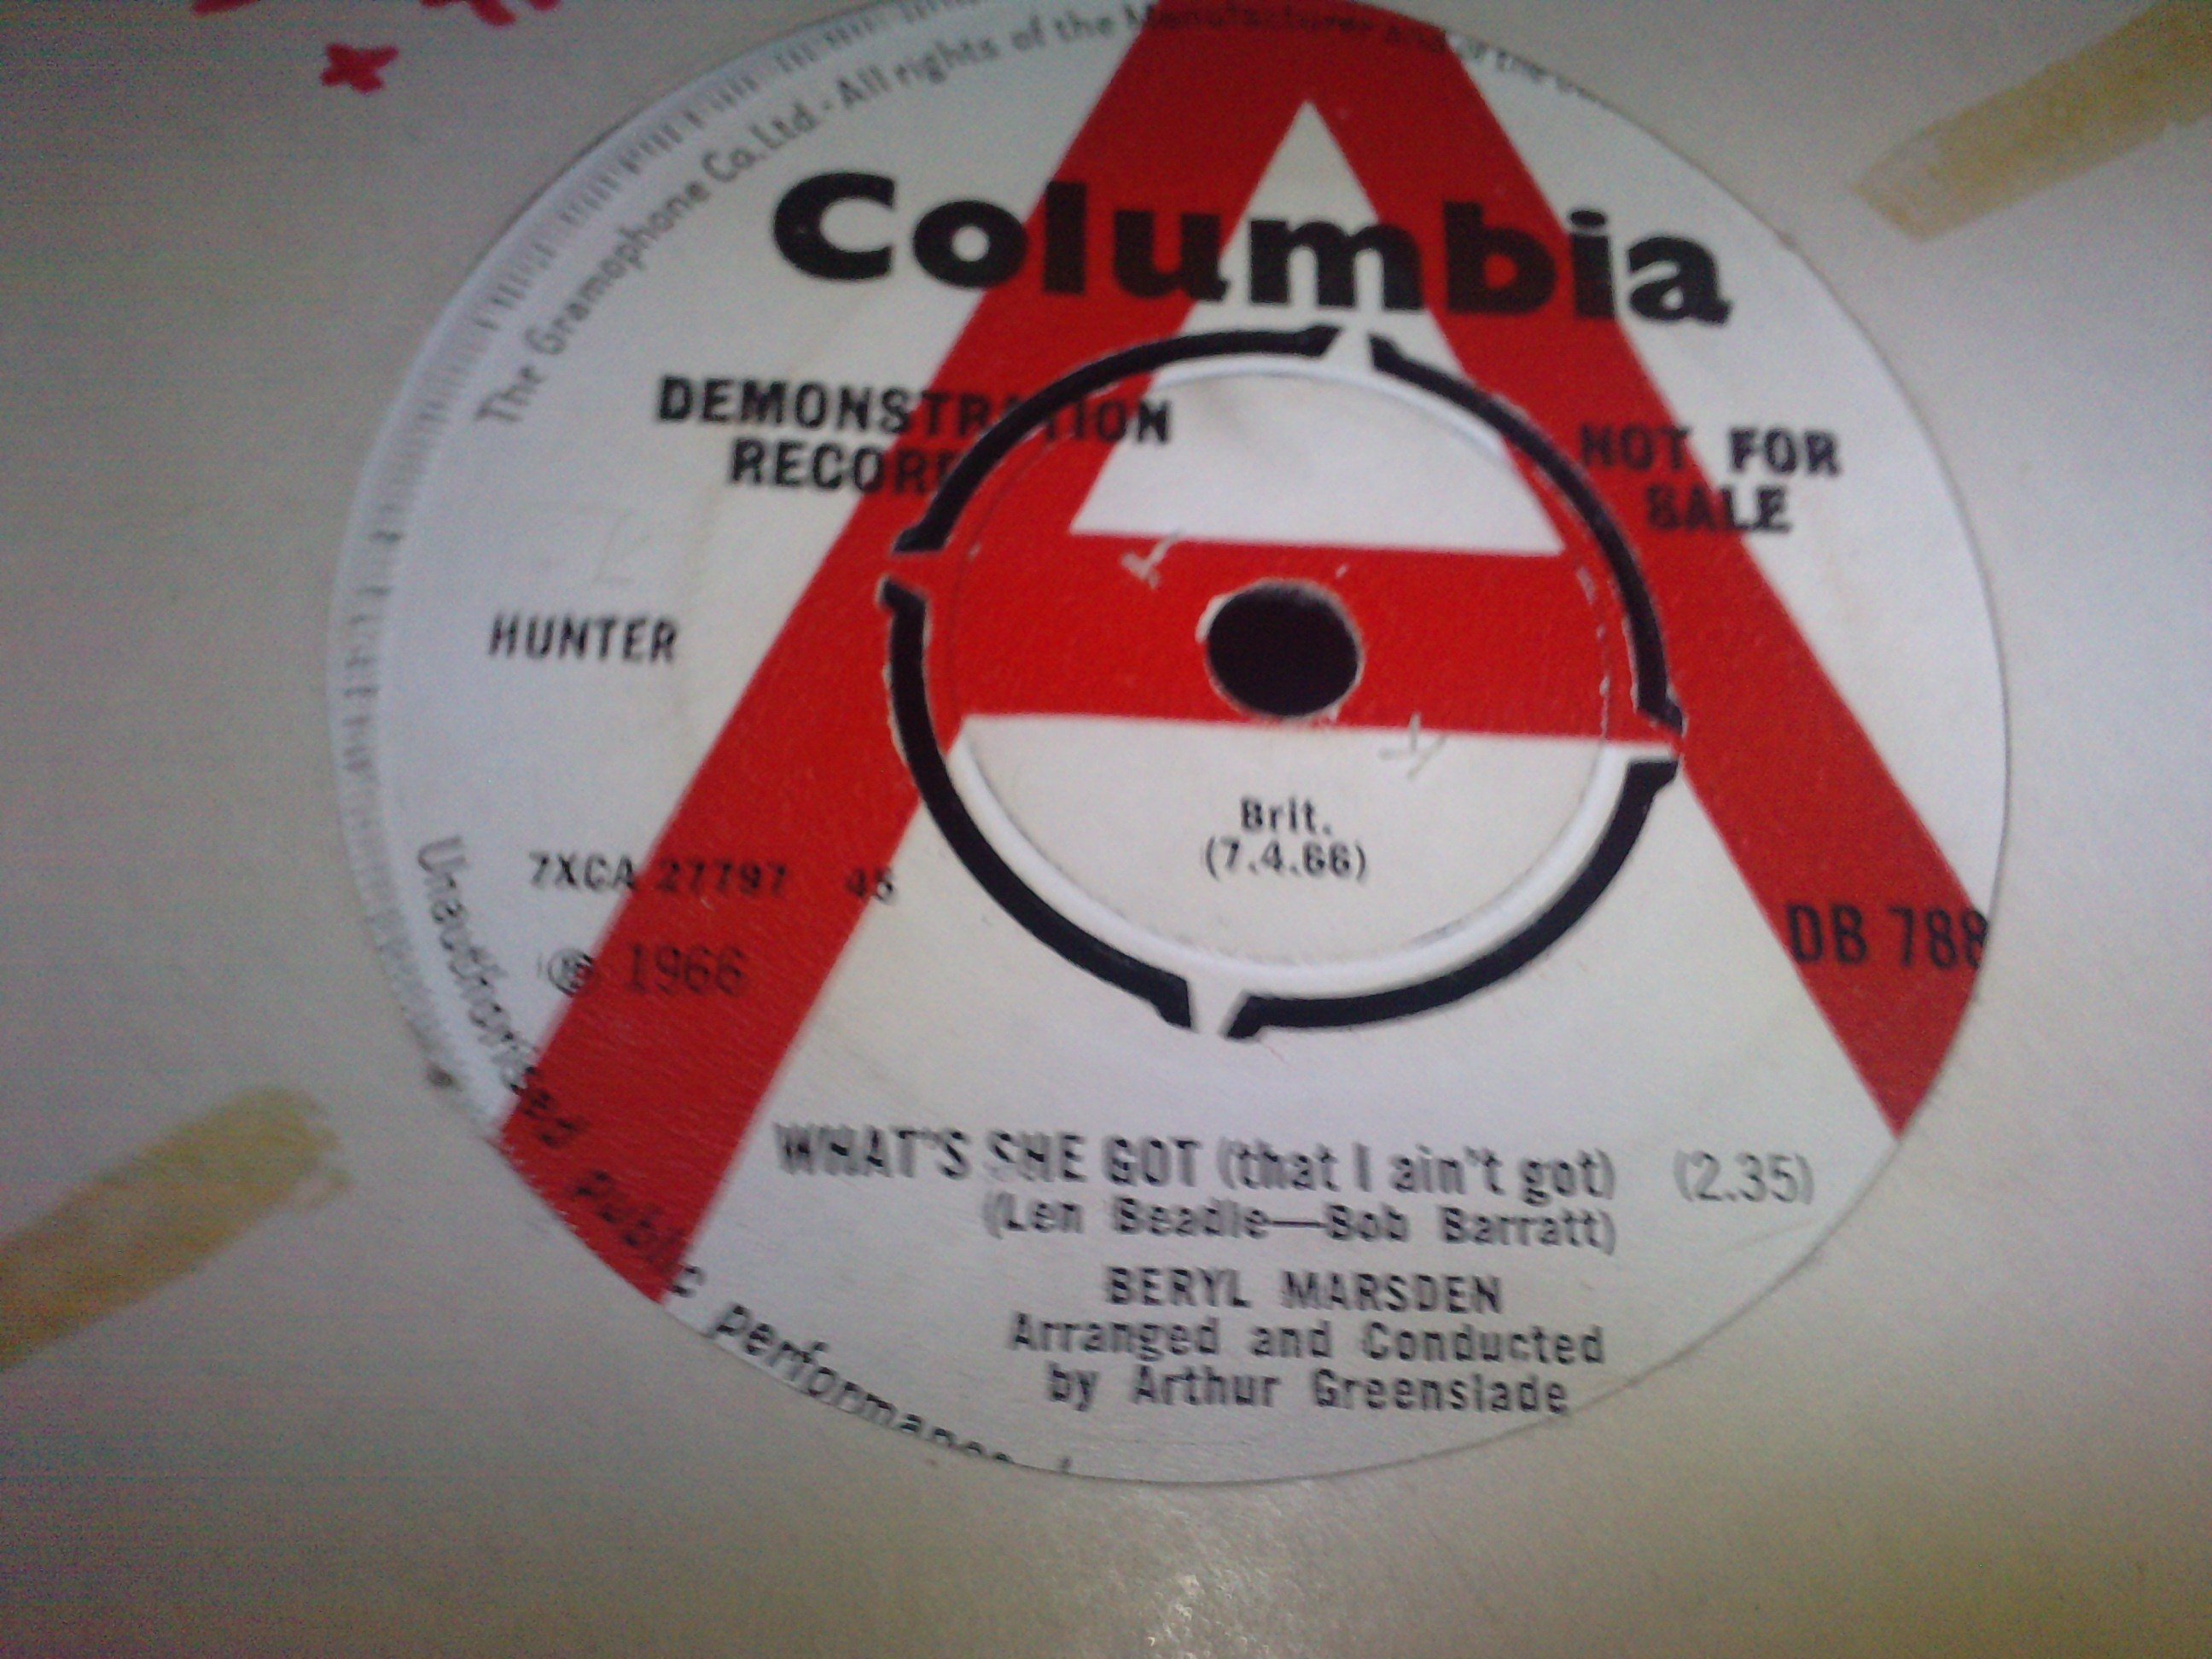 The Gramophone Co. Ltd - All rights of the Manufacturer and of the
Columbia
DEMONSTRATION
RECORD
NOT FOR
SALE
HUNTER
Brit.
(7.4.66)
7XCA 27797 45
Ⓟ 1966
DB 788
WHAT'S SHE GOT (that I ain't got) (2.35)
(Len Beadle—Bob Barratt)
BERYL MARSDEN
Arranged and Conducted
by Arthur Greenslade
Unauthorised public performance